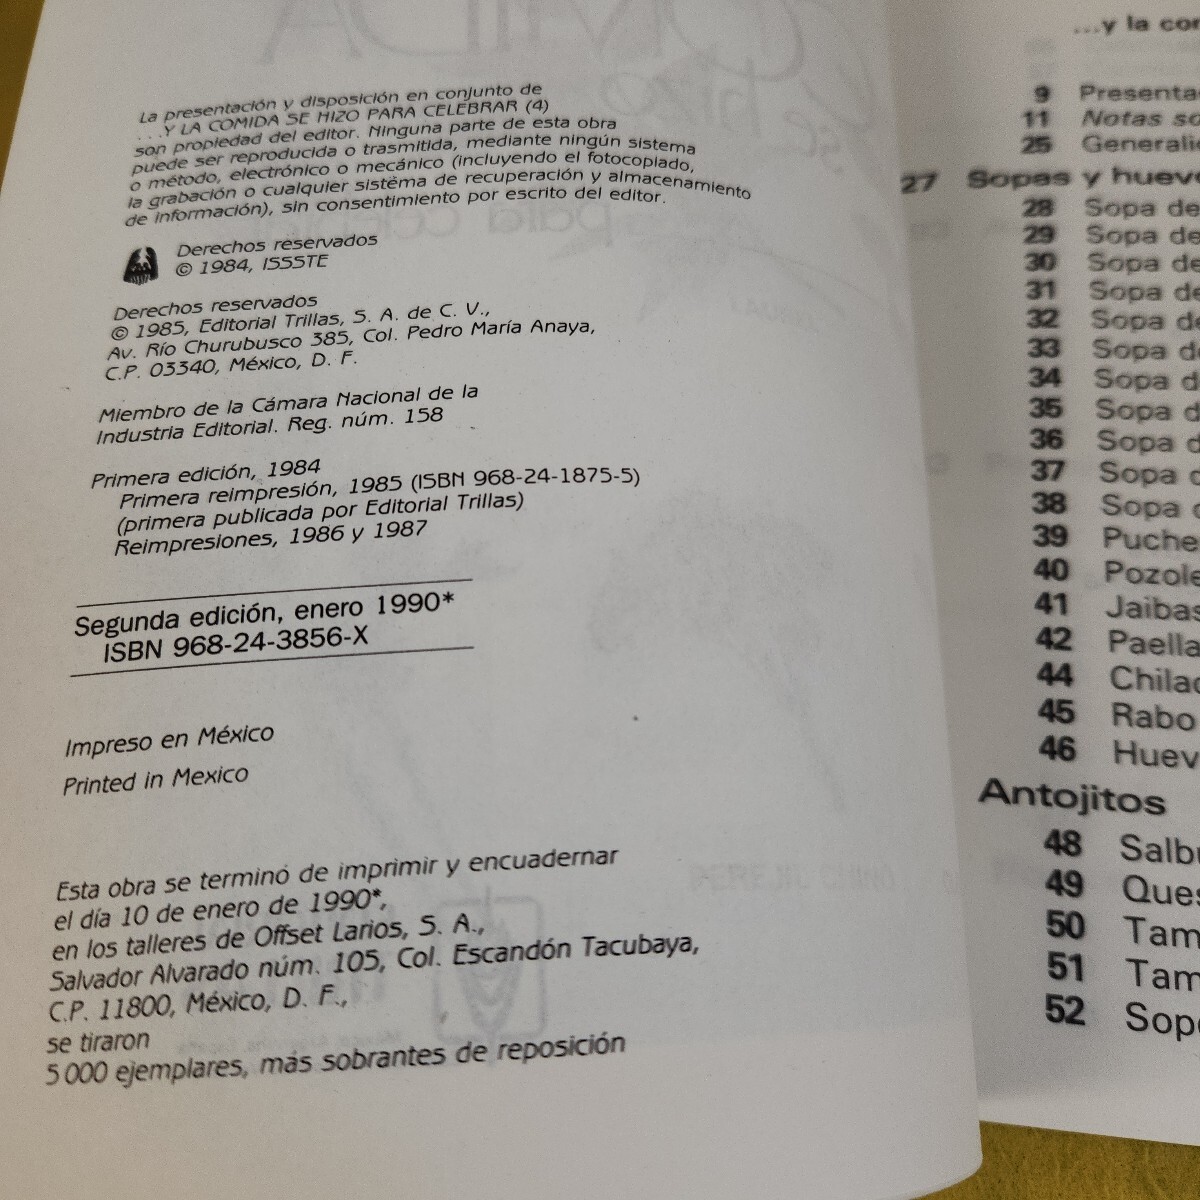 La presentación y disposición en conjunto de
...Y LA COMIDA SE HIZO PARA CELEBRAR (4)
son propiedad del editor. Ninguna parte de esta obra
puede ser reproducida o trasmitida, mediante ningún sistema
o método, electrónico o mecánico (incluyendo el fotocopiado,
la grabación o cualquier sistema de recuperación y almacenamiento
de información), sin consentimiento por escrito del editor.
Derechos reservados
© 1984, ISSSTE
Derechos reservados
© 1985, Editorial Trillas, S. A. de C. V.,
Av. Río Churubusco 385, Col. Pedro María Anaya,
C.P. 03340, México, D. F.
Miembro de la Cámara Nacional de la
Industria Editorial. Reg. núm. 158
Primera edición, 1984
Primera reimpresión, 1985 (ISBN 968-24-1875-5)
(primera publicada por Editorial Trillas)
Reimpresiones, 1986 y 1987
Segunda edición, enero 1990*
ISBN 968-24-3856-X
Impreso en México
Printed in Mexico
Esta obra se terminó de imprimir y encuadernar
el día 10 de enero de 1990*,
en los talleres de Offset Larios, S. A.,
Salvador Alvarado núm. 105, Col. Escandón Tacubaya,
C.P. 11800, México, D. F.,
se tiraron
5 000 ejemplares, más sobrantes de reposición
...y la
9
11 Notas
25
27 Sopas y
28 Sopa de
29 Sopa de
30 Sopa de
31 Sopa de
32 Sopa de
33 Sopa
34 Sopa
35 Sopa
36 Sopa
37 Sopa
38 Sopa
39
40
41
42
44
45 Rabo
46
Antojitos
48
49
50
51
52